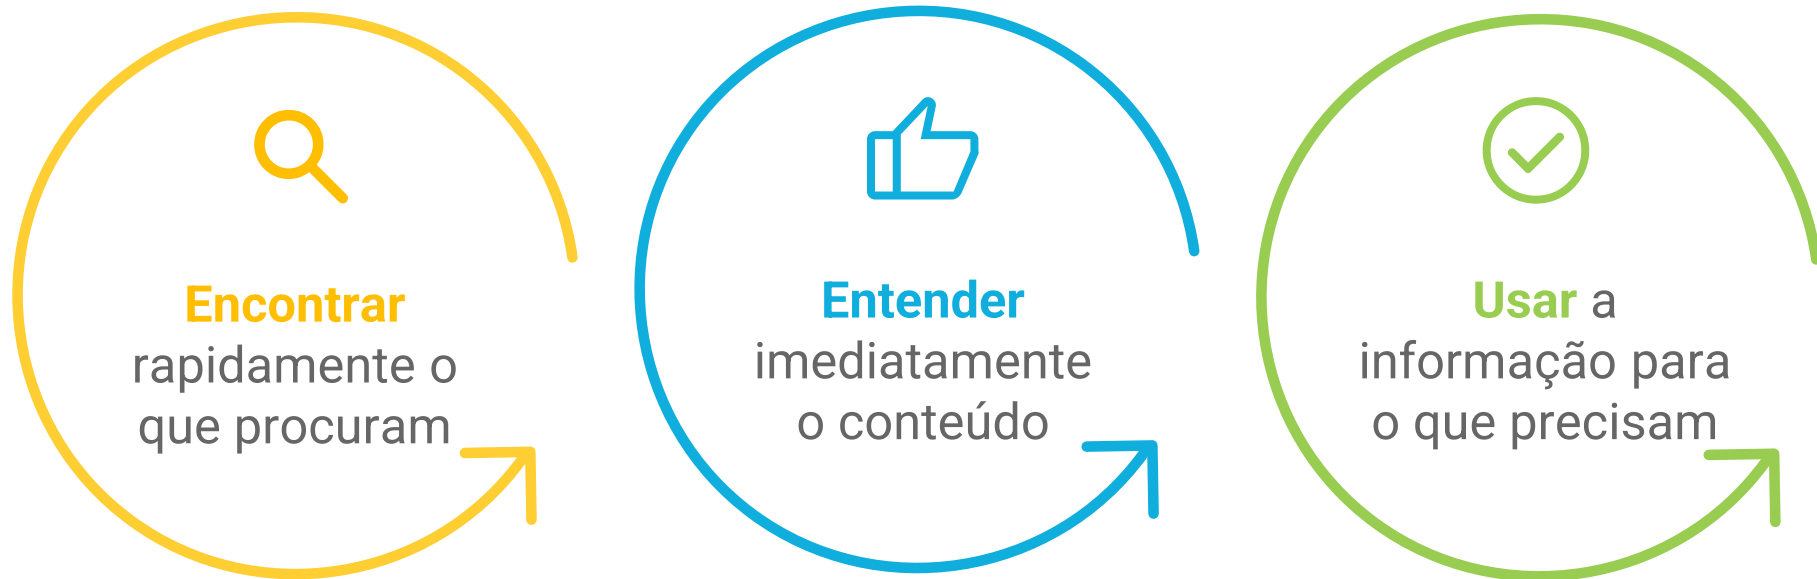 Encontrar
rapidamente o
que procuram
Entender
imediatamente
o conteúdo
Usar a
informação para
o que precisam